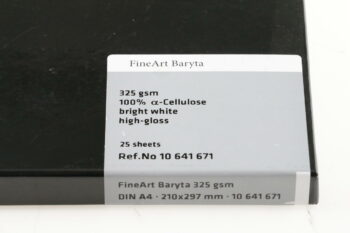 FineArt Baryta
325 gsm
100% α-Cellulose
bright white
high-gloss
25 sheets
Ref.No 10 641 671
FineArt Baryta 325 gsm
DIN A4 · 210x297 mm · 10 641 671